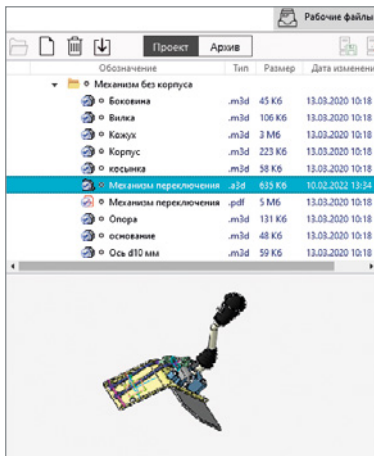 Рабочие файлы
Проект Архив
Обозначение Тип Размер Дата изменени
Механизм без корпуса
Боковина .m3d 45 Кб 13.03.2020 10:18
Вилка .m3d 106 Кб 13.03.2020 10:18
Кожух .m3d 3 Мб 13.03.2020 10:18
Корпус .m3d 223 Кб 13.03.2020 10:18
косынка .m3d 58 Кб 13.03.2020 10:18
Механизм переключения .a3d 635 Кб 10.02.2022 13:34
Механизм переключения .pdf 5 Мб 13.03.2020 10:18
Опора .m3d 131 Кб 13.03.2020 10:18
основание .m3d 48 Кб 13.03.2020 10:18
Ось d10 мм .m3d 59 Кб 13.03.2020 10:18